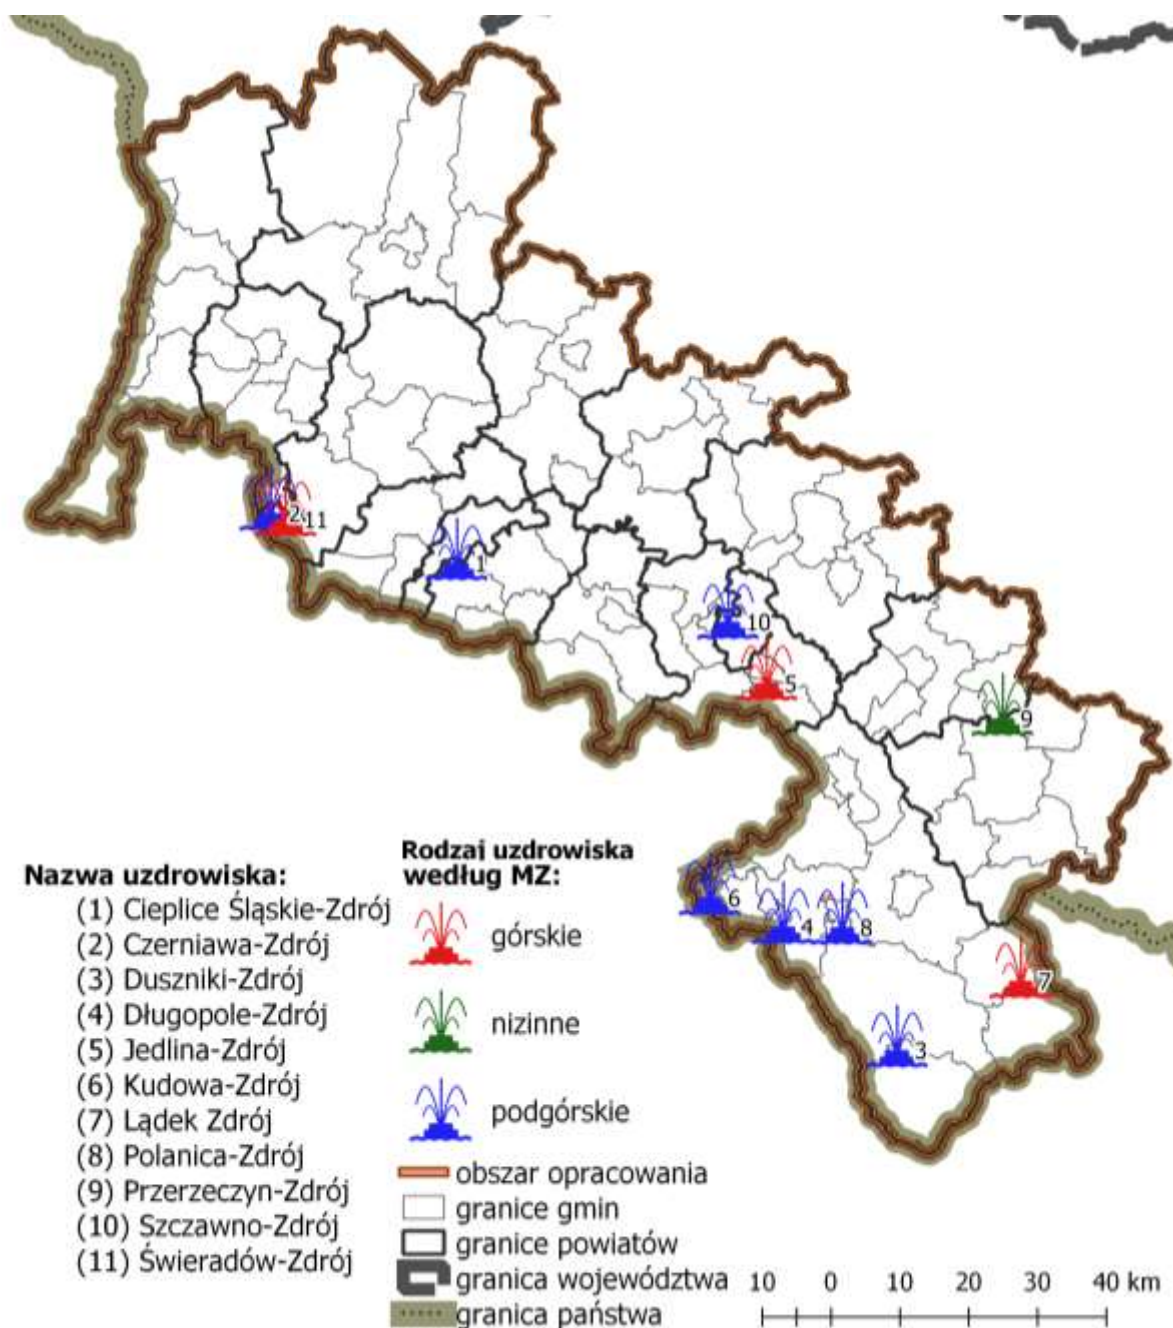 2
11
1
10
5
9
6
4
8
7
3
Nazwa uzdrowiska:
(1) Cieplice Śląskie-Zdrój
(2) Czerniawa-Zdrój
(3) Duszniki-Zdrój
(4) Długopole-Zdrój
(5) Jedlina-Zdrój
(6) Kudowa-Zdrój
(7) Lądek Zdrój
(8) Polanica-Zdrój
(9) Przerzeczyn-Zdrój
(10) Szczawno-Zdrój
(11) Świeradów-Zdrój
Rodzaj uzdrowiska
według MZ:
górskie
nizinne
podgórskie
obszar opracowania
granice gmin
granice powiatów
granica województwa
granica państwa
10 0 10 20 30 40 km